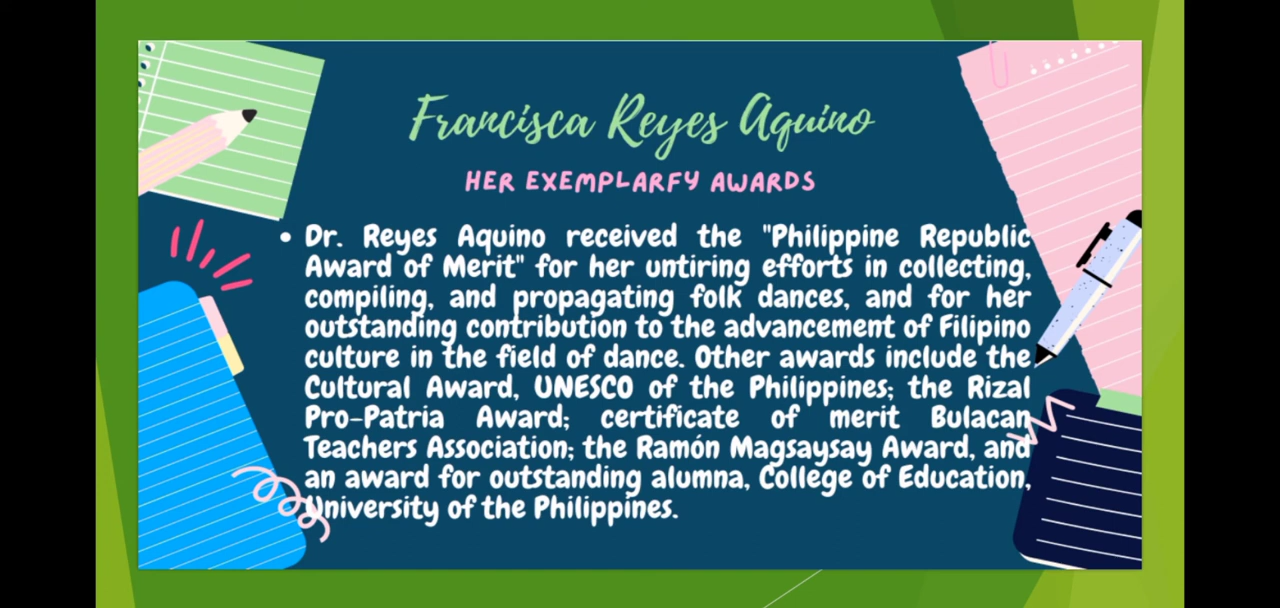 Francisca Reyes Aquino
HER EXEMPLARFY AWARDS
• Dr. Reyes Aquino received the "Philippine Republic
Award of Merit" for her untiring efforts in collecting,
compiling, and propagating folk dances, and for her
outstanding contribution to the advancement of Filipino
culture in the field of dance. Other awards include the
Cultural Award, UNESCO of the Philippines; the Rizal
Pro-Patria Award; certificate of merit Bulacan
Teachers Association; the Ramón Magsaysay Award, and
an award for outstanding alumna, College of Education,
University of the Philippines.